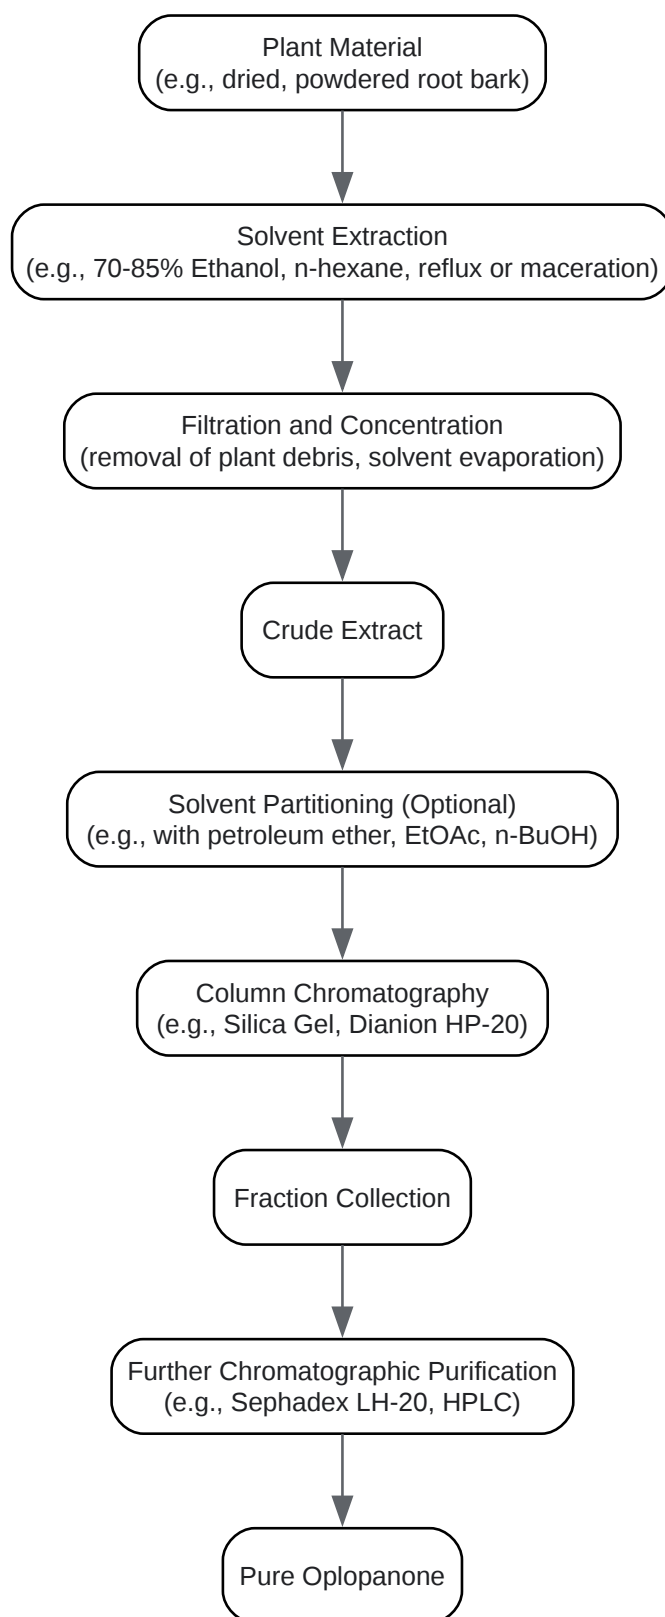 Plant Material
(e.g., dried, powdered root bark)
Solvent Extraction
(e.g., 70-85% Ethanol, n-hexane, reflux or maceration)
Filtration and Concentration
(removal of plant debris, solvent evaporation)
Crude Extract
Solvent Partitioning (Optional)
(e.g., with petroleum ether, EtOAc, n-BuOH)
Column Chromatography
(e.g., Silica Gel, Dianion HP-20)
Fraction Collection
Further Chromatographic Purification
(e.g., Sephadex LH-20, HPLC)
Pure Oplopanone